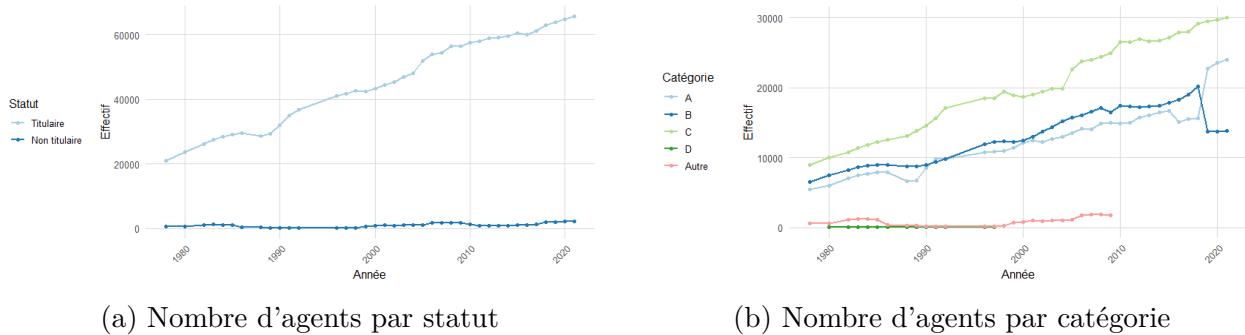 60000
40000
20000
0
Effectif
Statut
Titulaire
Non titulaire
1980
1990
2000
2010
2020
Année
(a) Nombre d'agents par statut
30000
20000
10000
0
Effectif
Catégorie
A
B
C
D
Autre
1980
1990
2000
2010
2020
Année
(b) Nombre d'agents par catégorie